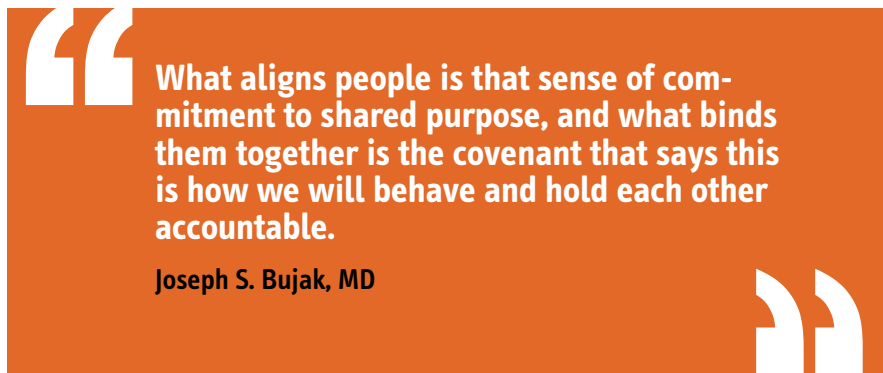 What aligns people is that sense of com-
mitment to shared purpose, and what binds
them together is the covenant that says this
is how we will behave and hold each other
accountable.
Joseph S. Bujak, MD